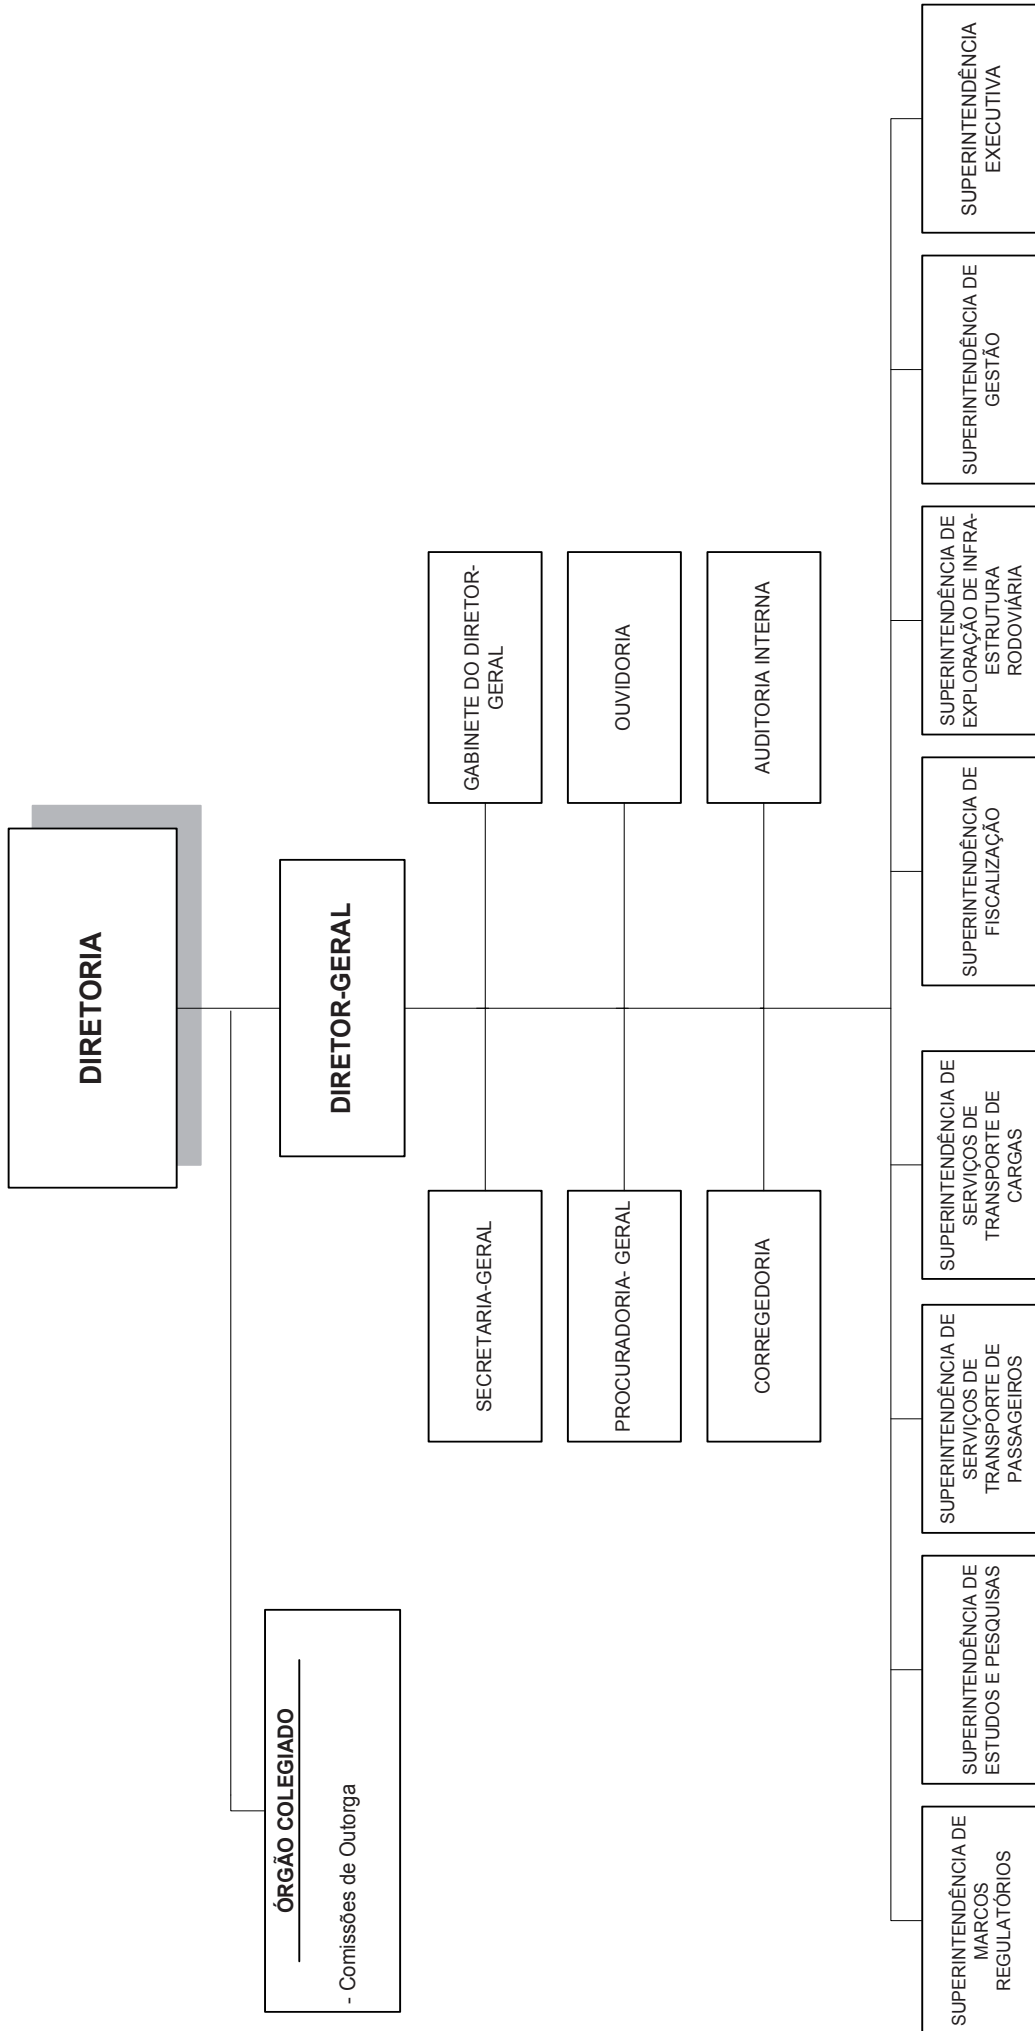 DIRETORIA
DIRETOR-GERAL
ÓRGÃO COLEGIADO
- Comissões de Outorga
SECRETARIA-GERAL
GABINETE DO DIRETOR-
GERAL
PROCURADORIA- GERAL
OUVIDORIA
CORREGEDORIA
AUDITORIA INTERNA
SUPERINTENDÊNCIA DE
MARCOS
REGULATÓRIOS
SUPERINTENDÊNCIA DE
ESTUDOS E PESQUISAS
SUPERINTENDÊNCIA DE
SERVIÇOS DE
TRANSPORTE DE
PASSAGEIROS
SUPERINTENDÊNCIA DE
SERVIÇOS DE
TRANSPORTE DE
CARGAS
SUPERINTENDÊNCIA DE
FISCALIZAÇÃO
SUPERINTENDÊNCIA DE
EXPLORAÇÃO DE INFRA-
ESTRUTURA
RODOVIÁRIA
SUPERINTENDÊNCIA DE
GESTÃO
SUPERINTENDÊNCIA
EXECUTIVA